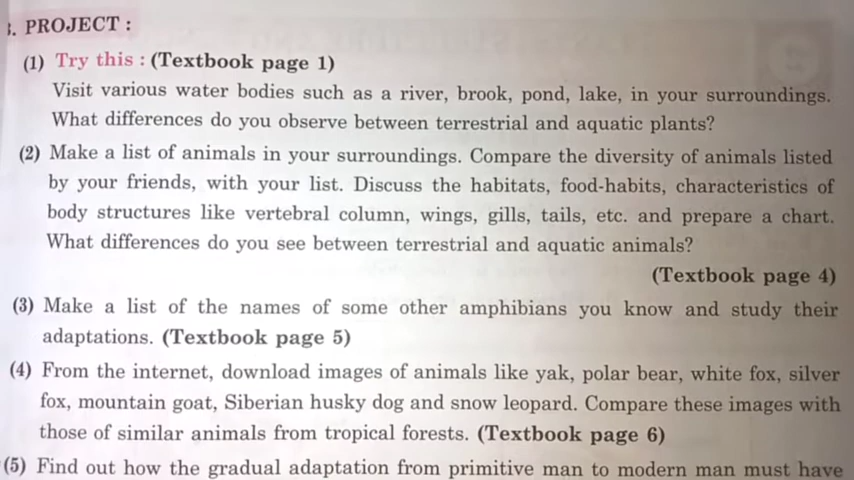 PROJECT :
(1) Try this : (Textbook page 1)
Visit various water bodies such as a river, brook, pond, lake, in your surroundings.
What differences do you observe between terrestrial and aquatic plants?
(2) Make a list of animals in your surroundings. Compare the diversity of animals listed
by your friends, with your list. Discuss the habitats, food-habits, characteristics of
body structures like vertebral column, wings, gills, tails, etc. and prepare a chart.
What differences do you see between terrestrial and aquatic animals?
(Textbook page 4)
(3) Make a list of the names of some other amphibians you know and study their
adaptations. (Textbook page 5)
(4) From the internet, download images of animals like yak, polar bear, white fox, silver
fox, mountain goat, Siberian husky dog and snow leopard. Compare these images with
those of similar animals from tropical forests. (Textbook page 6)
(5) Find out how the gradual adaptation from primitive man to modern man must have